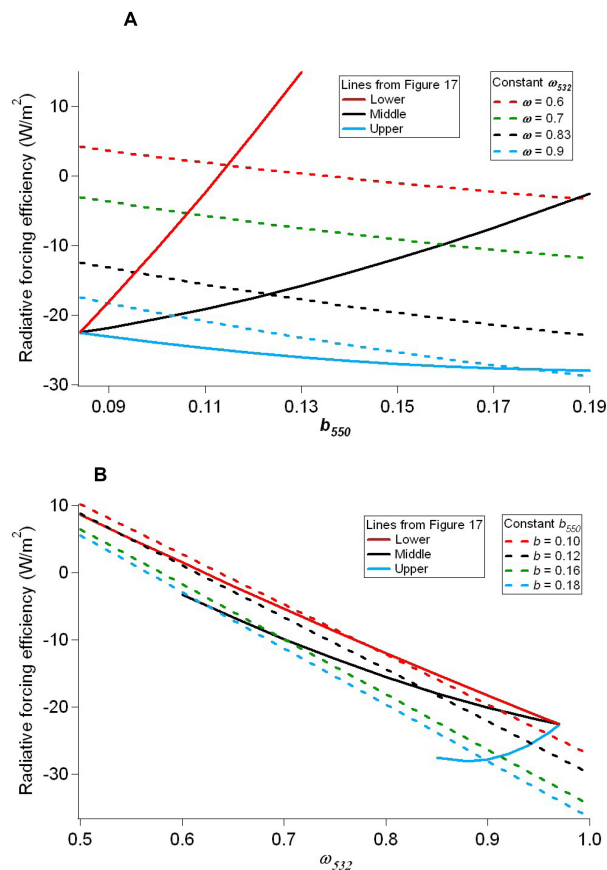 A
Radiative forcing efficiency (W/m²)
10
0
-10
-20
-30
Lines from Figure 17
Lower
Middle
Upper
Constant ω532
ω = 0.6
ω = 0.7
ω = 0.83
ω = 0.9
0.09 0.11 0.13 0.15 0.17 0.19
b550
B
Radiative forcing efficiency (W/m²)
10
0
-10
-20
-30
Lines from Figure 17
Lower
Middle
Upper
Constant b550
b = 0.10
b = 0.12
b = 0.16
b = 0.18
0.5 0.6 0.7 0.8 0.9 1.0
ω532